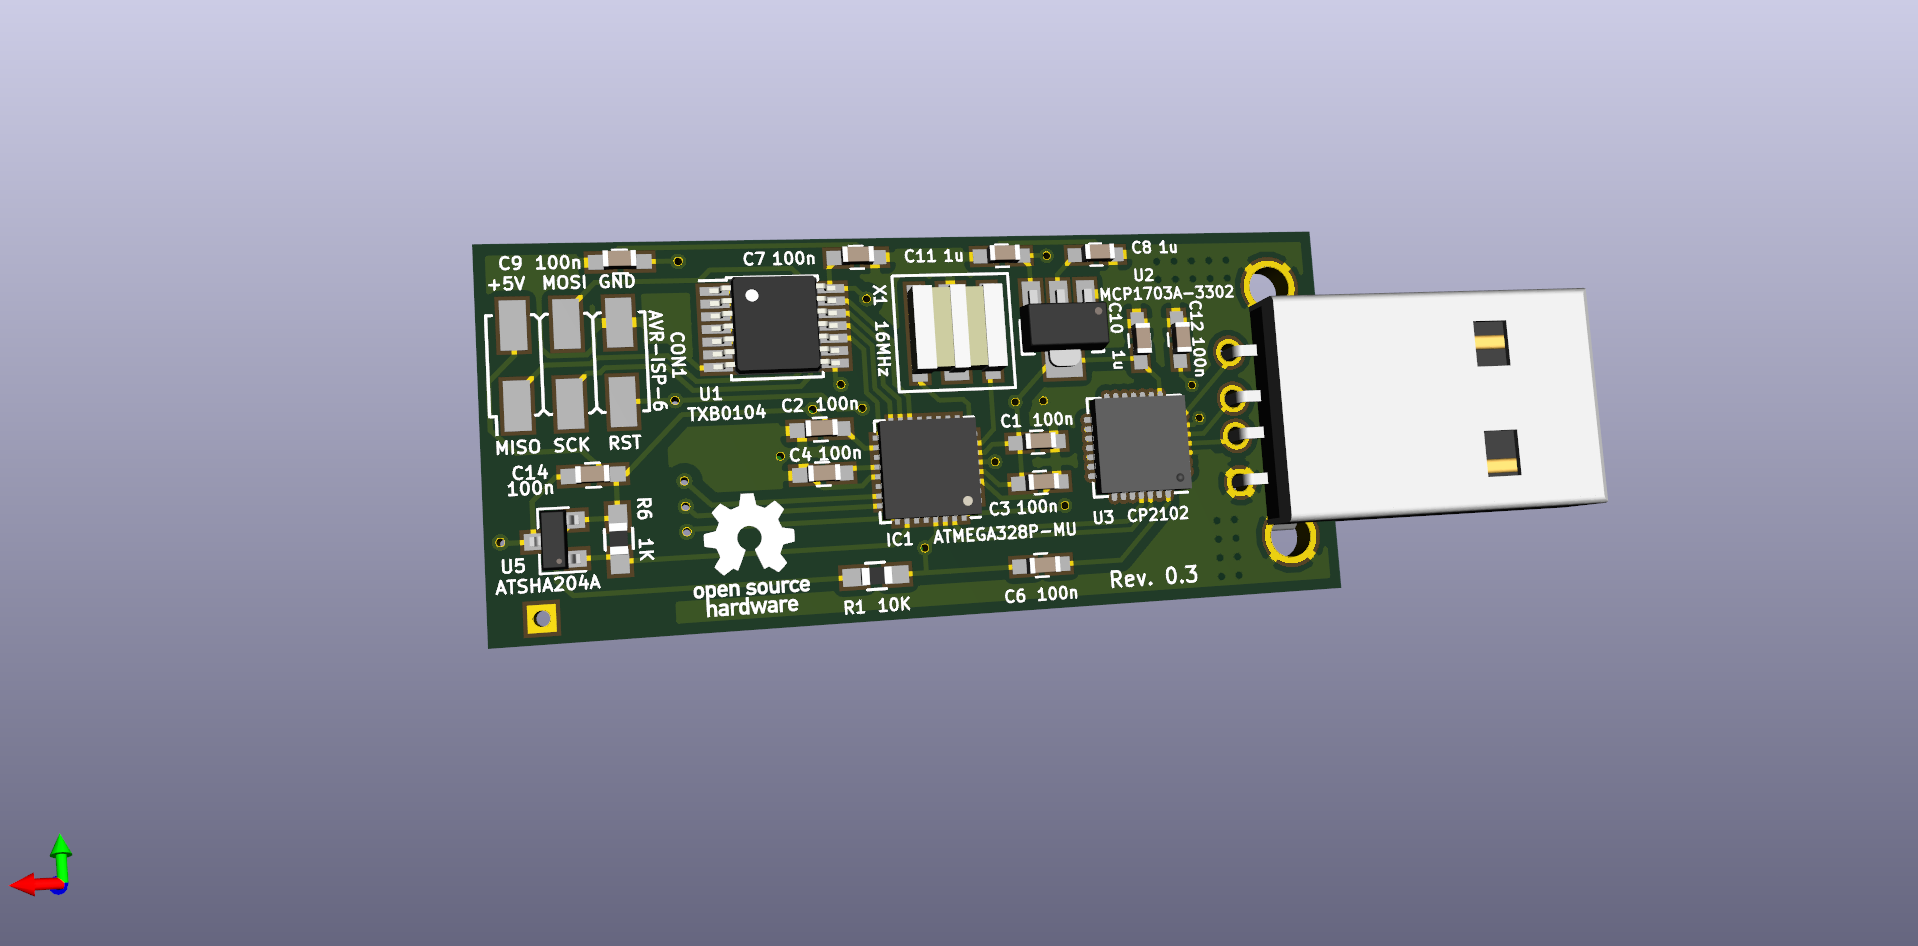 C9 100n
C7 100n
C11 1u
C8 1u
+5V MOSI GND
U2
MCP1703A-3302
X1 16MHz
C10 1u
C12 100n
AVR-ISP-6
CON1
U1
TXB0104
C2 100n
C1 100n
MISO SCK RST
C4 100n
C14
100n
C3 100n
U3 CP2102
R6 1K
IC1 ATMEGA328P-MU
U5
ATSHA204A
open source
hardware
R1 10K
C6 100n
Rev. 0.3